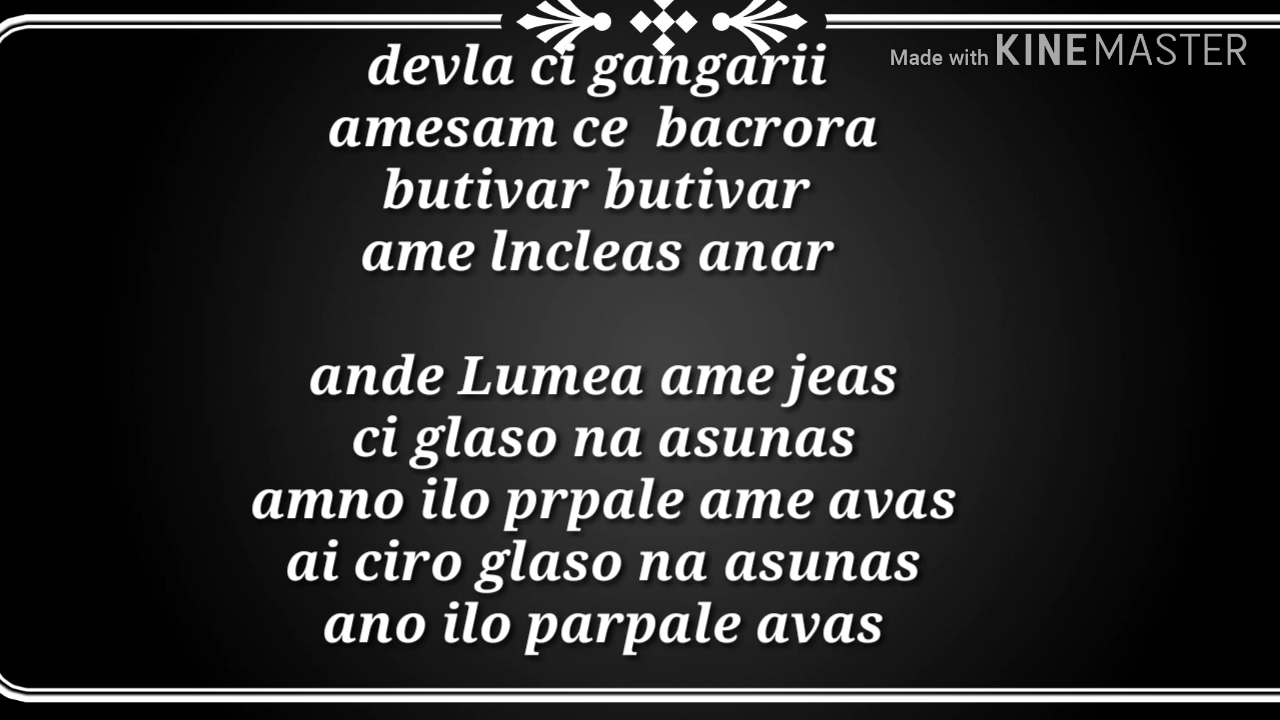 Made with KINEMASTER
devla ci gangarii
amesam ce bacrora
butivar butivar
ame lncleas anar
ande Lumea ame jeas
ci glaso na asunas
amno ilo prpale ame avas
ai ciro glaso na asunas
ano ilo parpale avas